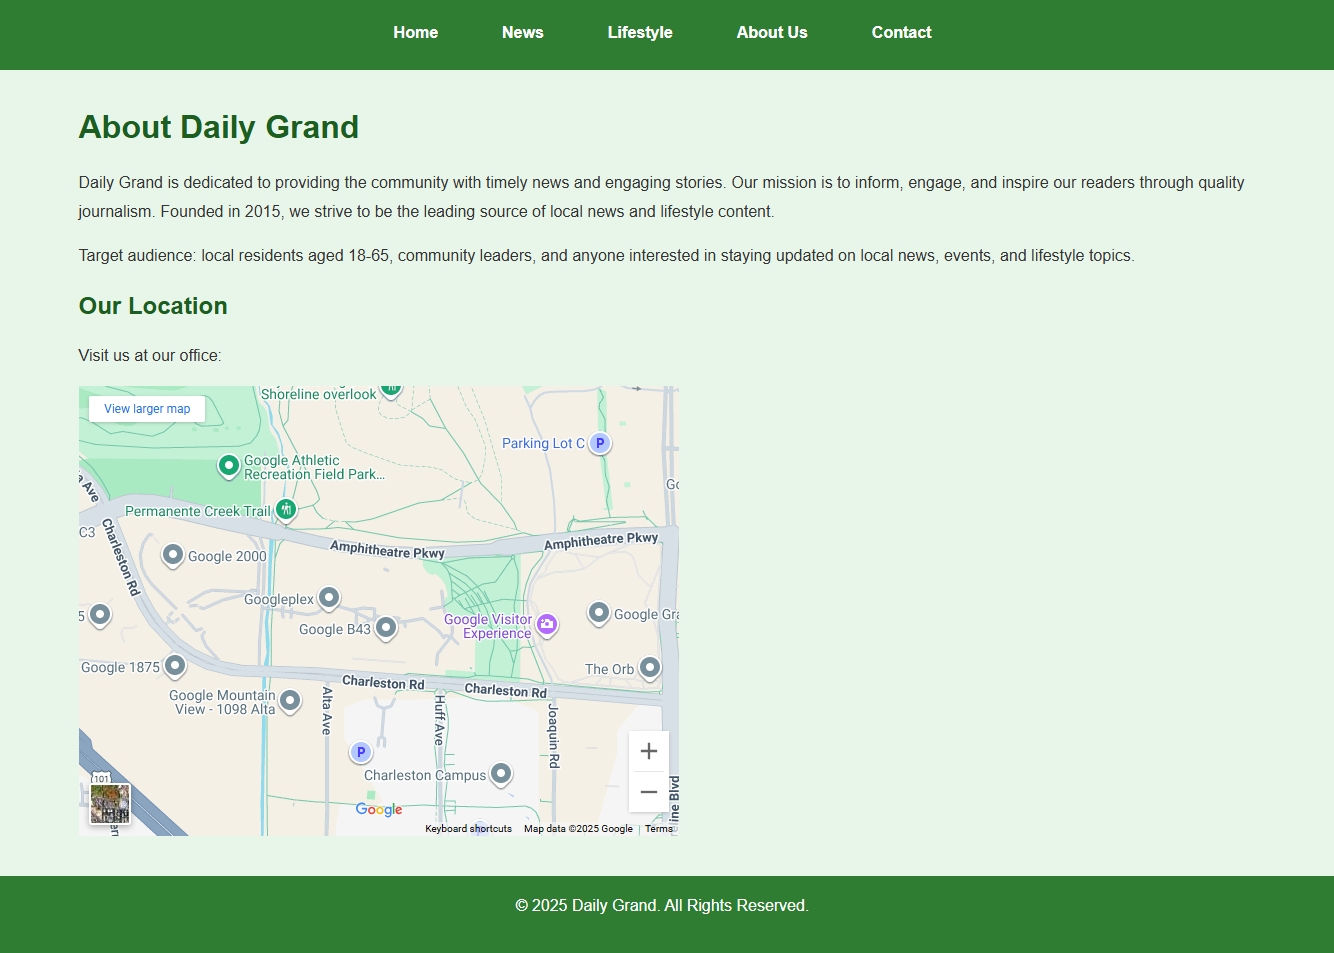 Home News Lifestyle About Us Contact
About Daily Grand
Daily Grand is dedicated to providing the community with timely news and engaging stories. Our mission is to inform, engage, and inspire our readers through quality
journalism. Founded in 2015, we strive to be the leading source of local news and lifestyle content.
Target audience: local residents aged 18-65, community leaders, and anyone interested in staying updated on local news, events, and lifestyle topics.
Our Location
Visit us at our office:
Shoreline overlook
View larger map
Parking Lot C P
Google Athletic
Recreation Field Park...
Permanente Creek Trail
C3
Charleston Rd
Amphitheatre Pkwy
Amphitheatre Pkwy
Google 2000
Googleplex
Google B43
Google Visitor
Experience
Google Gra
5
Google 1875
The Orb
Charleston Rd
Charleston Rd
Google Mountain
View - 1098 Alta
Alta Ave
Huff Ave
Joaquin Rd
P
Charleston Campus
101
Google
Keyboard shortcuts Map data ©2025 Google Terms
© 2025 Daily Grand. All Rights Reserved.